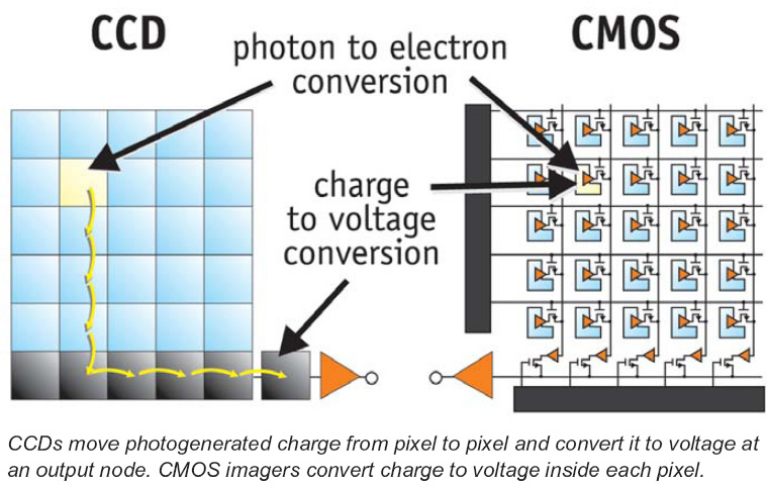 CCD
CMOS
photon to electron
conversion
charge
to voltage
conversion
CCDs move photogenerated charge from pixel to pixel and convert it to voltage at
an output node. CMOS imagers convert charge to voltage inside each pixel.